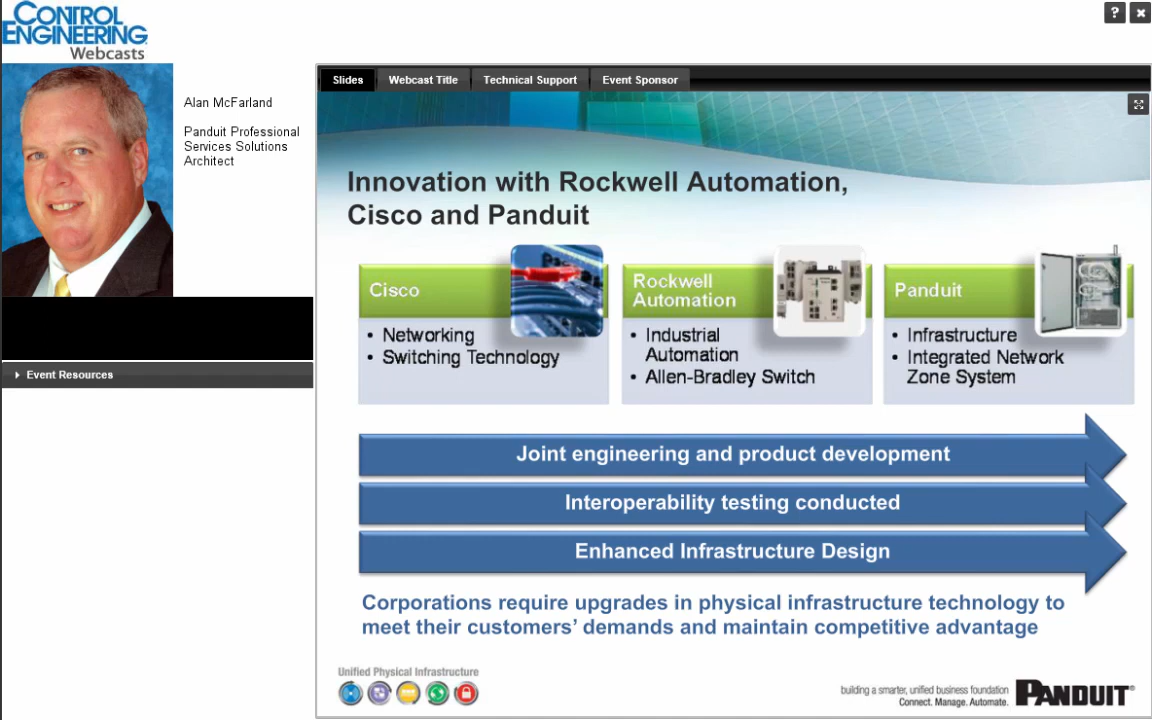 CONTROL
ENGINEERING
Webcasts
? ×
Alan McFarland
Panduit Professional
Services Solutions
Architect
Event Resources
Slides Webcast Title Technical Support Event Sponsor
Innovation with Rockwell Automation,
Cisco and Panduit
Cisco
• Networking
• Switching Technology
Rockwell
Automation
• Industrial
Automation
• Allen-Bradley Switch
Panduit
• Infrastructure
• Integrated Network
Zone System
Joint engineering and product development
Interoperability testing conducted
Enhanced Infrastructure Design
Corporations require upgrades in physical infrastructure technology to
meet their customers’ demands and maintain competitive advantage
Unified Physical Infrastructure
building a smarter, unified business foundation
Connect. Manage. Automate.
PANDUIT®